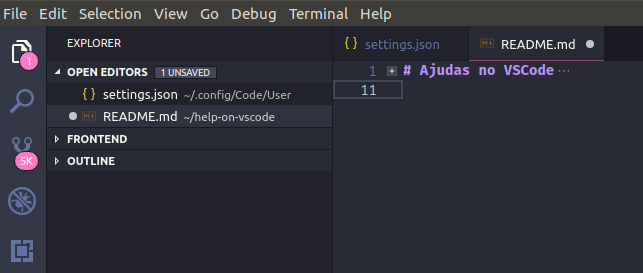 File Edit Selection View Go Debug Terminal Help
EXPLORER
OPEN EDITORS 1 UNSAVED
{ } settings.json ~/.config/Code/User
README.md ~/help-on-vscode
FRONTEND
OUTLINE
1
5K
{ } settings.json README.md
1 # Ajudas no VSCode ...
11